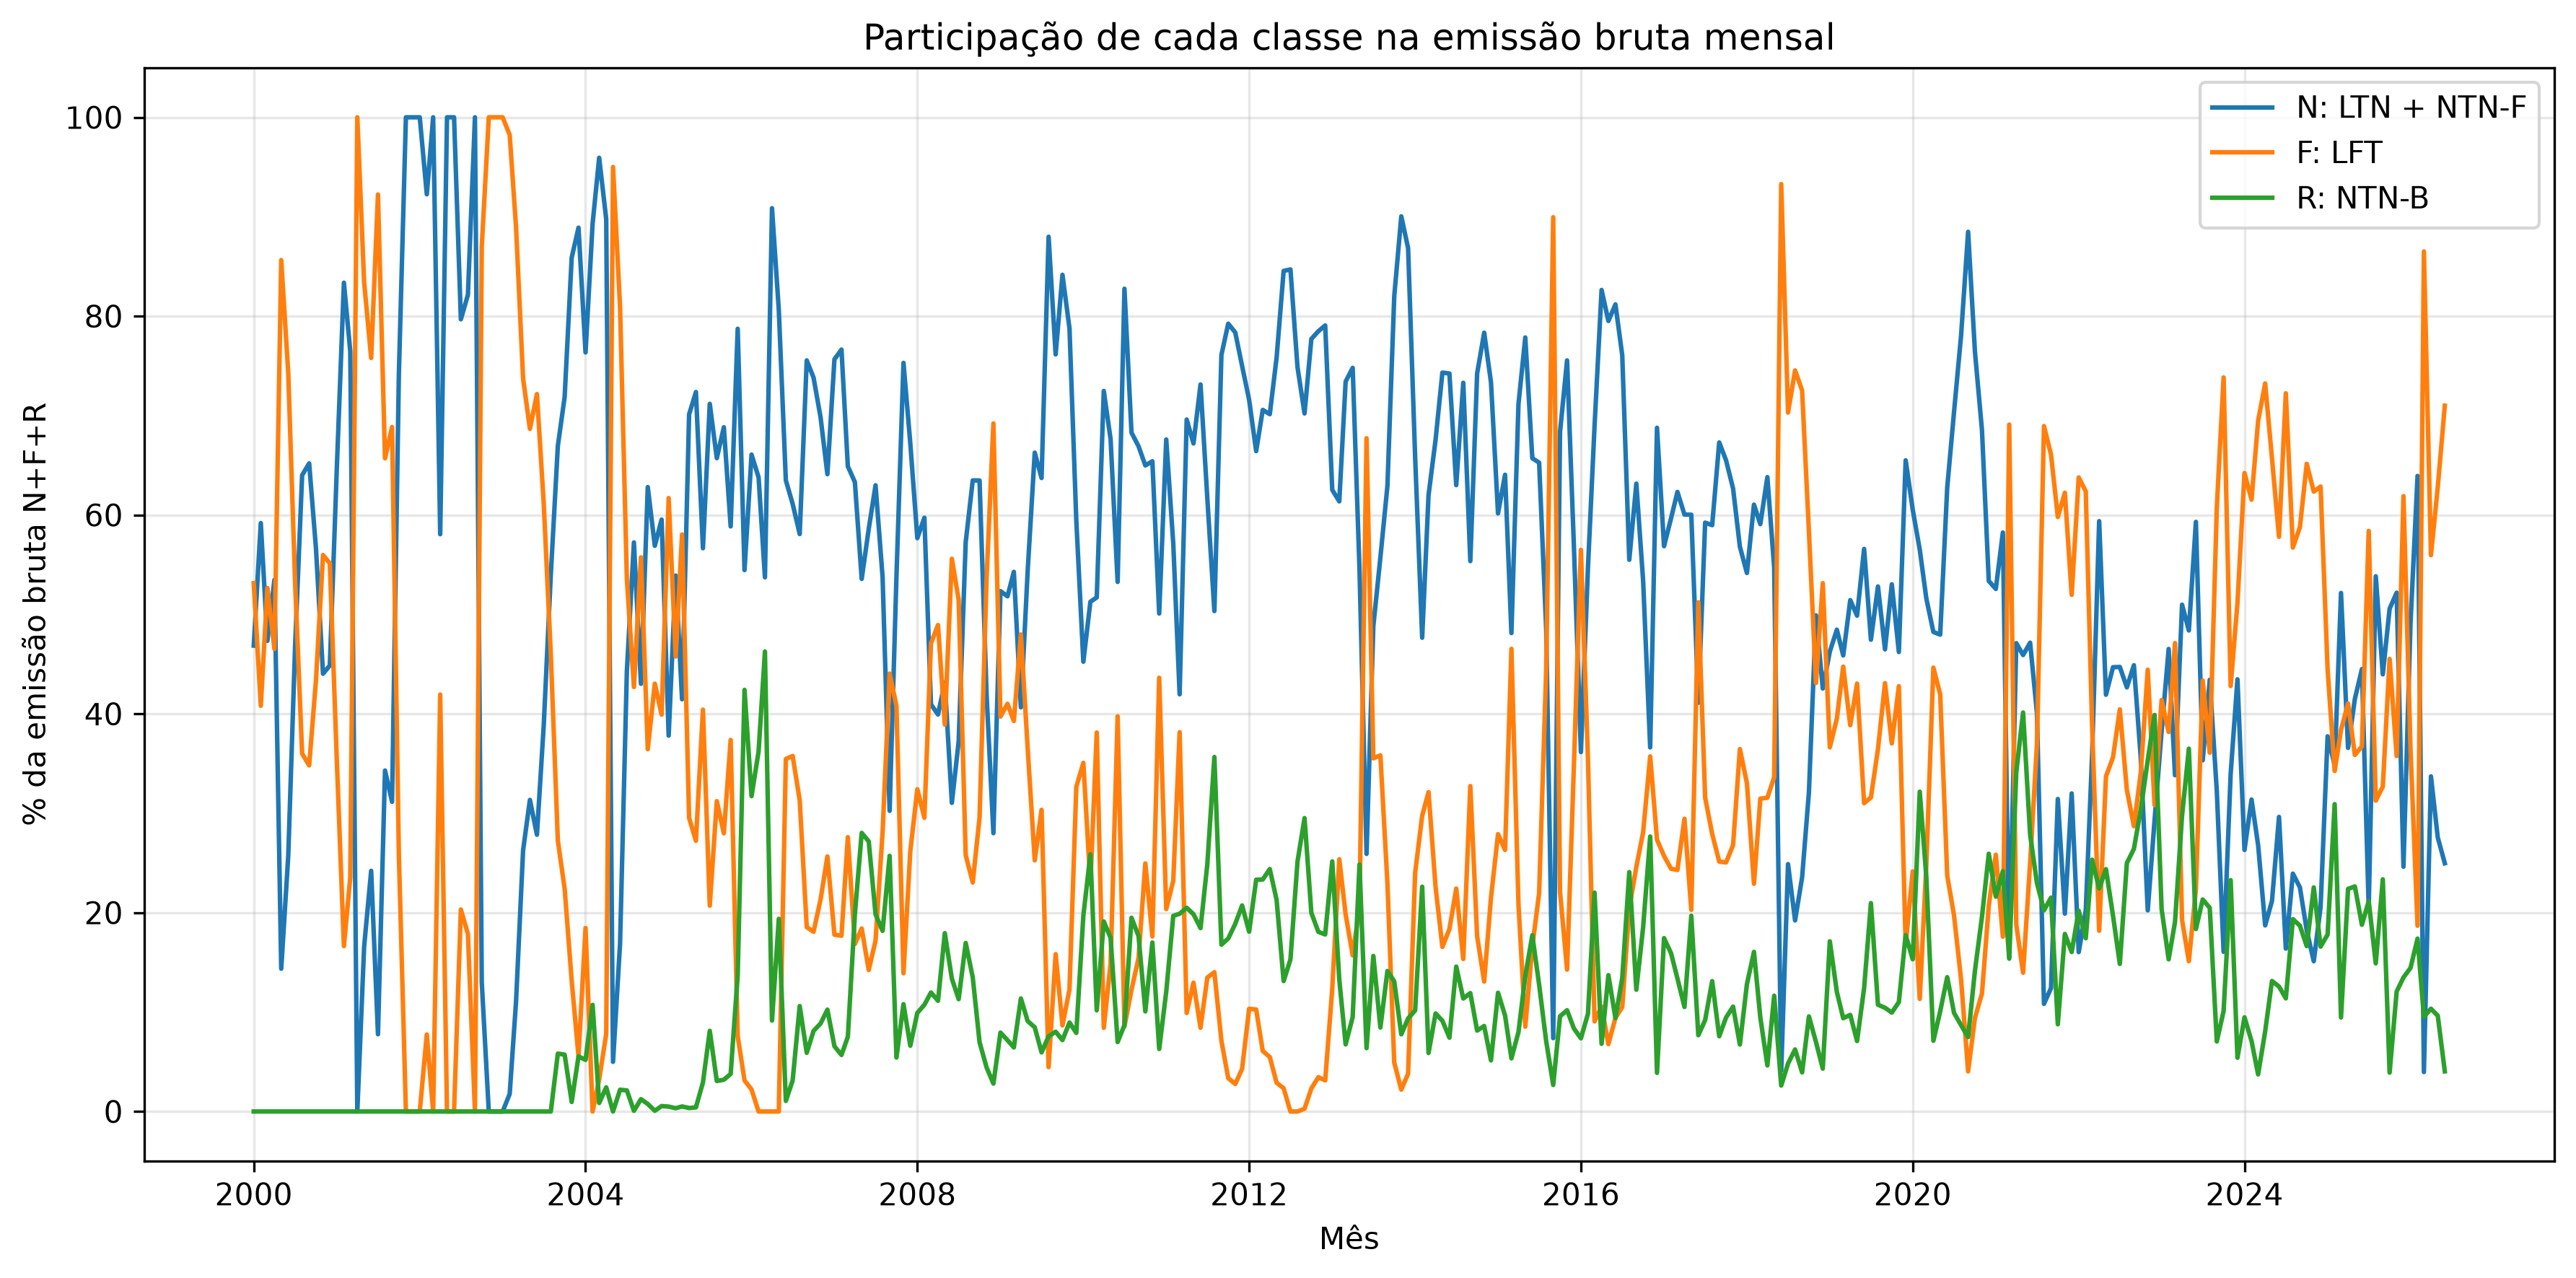 Participação de cada classe na emissão bruta mensal
N: LTN + NTN-F
F: LFT
R: NTN-B
% da emissão bruta N+F+R
100
80
60
40
20
0
2000 2004 2008 2012 2016 2020 2024
Mês